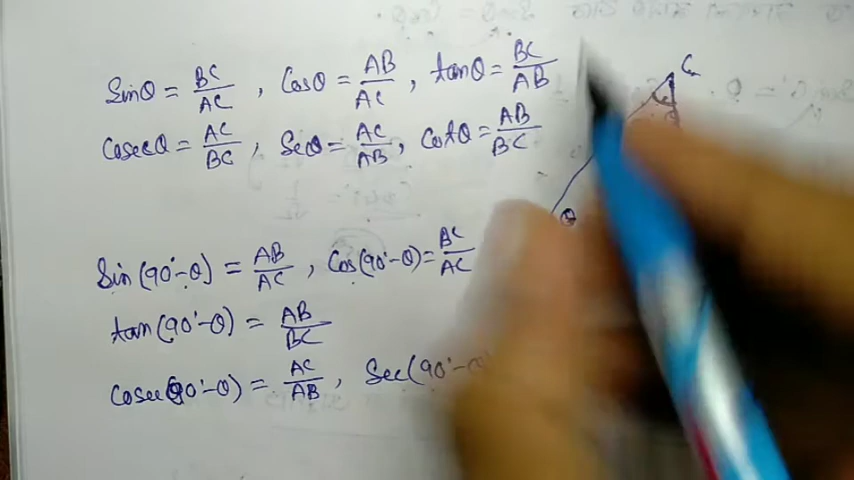 Sinθ = BC/AC , Cosθ = AB/AC , tanθ = BC/AB
Cosecθ = AC/BC , Secθ = AC/AB , Cotθ = AB/BC
C
θ
Sin(90°-θ) = AB/AC , Cos(90°-θ) = BC/AC
tan(90°-θ) = AB/BC
Cosec(90°-θ) = AC/AB , Sec(90°-θ